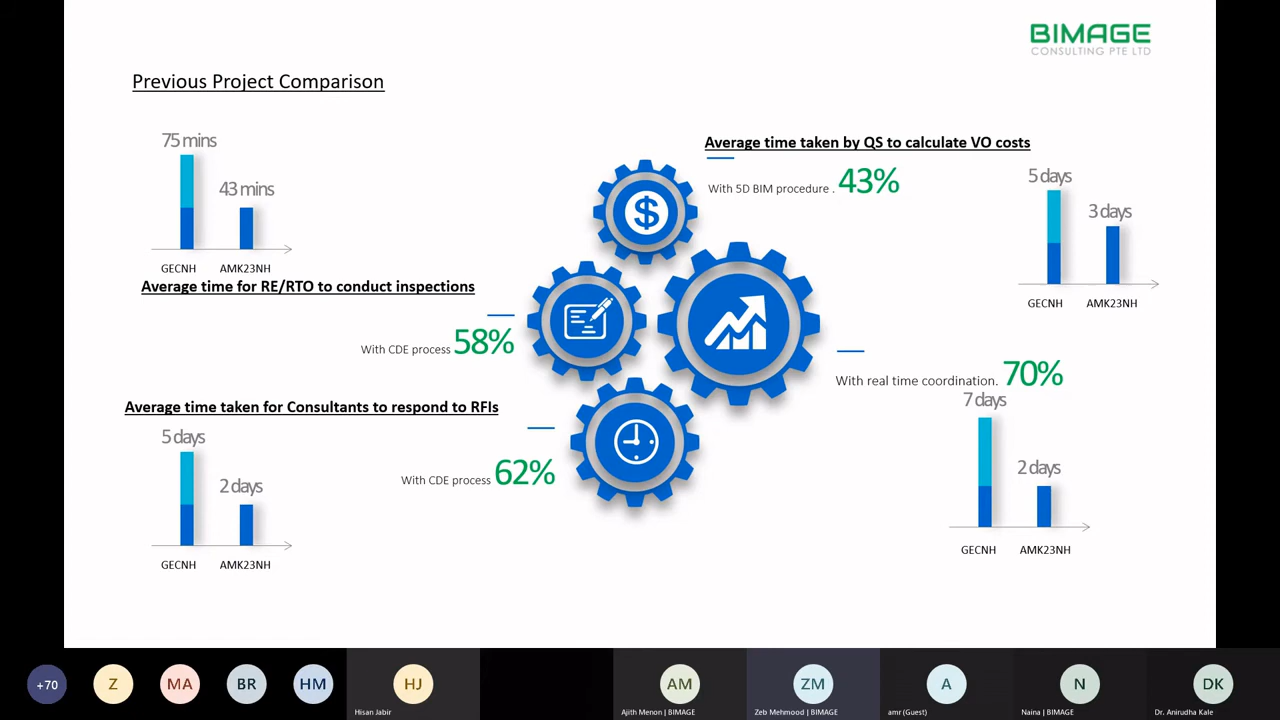 BIMAGE
CONSULTING PTE LTD
Previous Project Comparison
75 mins
43 mins
GECNH
AMK23NH
Average time for RE/RTO to conduct inspections
With CDE process 58%
Average time taken for Consultants to respond to RFIs
5 days
2 days
GECNH
AMK23NH
With CDE process 62%
$
Average time taken by QS to calculate VO costs
With 5D BIM procedure . 43%
5 days
3 days
GECNH
AMK23NH
With real time coordination. 70%
7 days
2 days
GECNH
AMK23NH
+70
Z
MA
BR
HM
HJ
Hisan Jabir
AM
Ajith Menon | BIMAGE
ZM
Zeb Mehmood | BIMAGE
A
amr (Guest)
N
Naina | BIMAGE
DK
Dr. Anirudha Kale